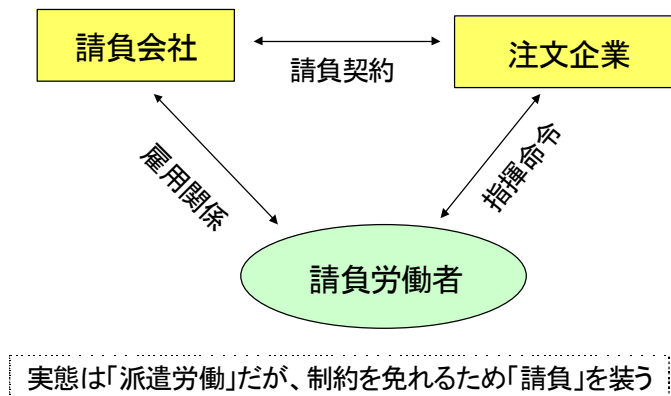 請負会社
請負契約
注文企業
雇用関係
指揮命令
請負労働者
実態は「派遣労働」だが、制約を免れるため「請負」を装う